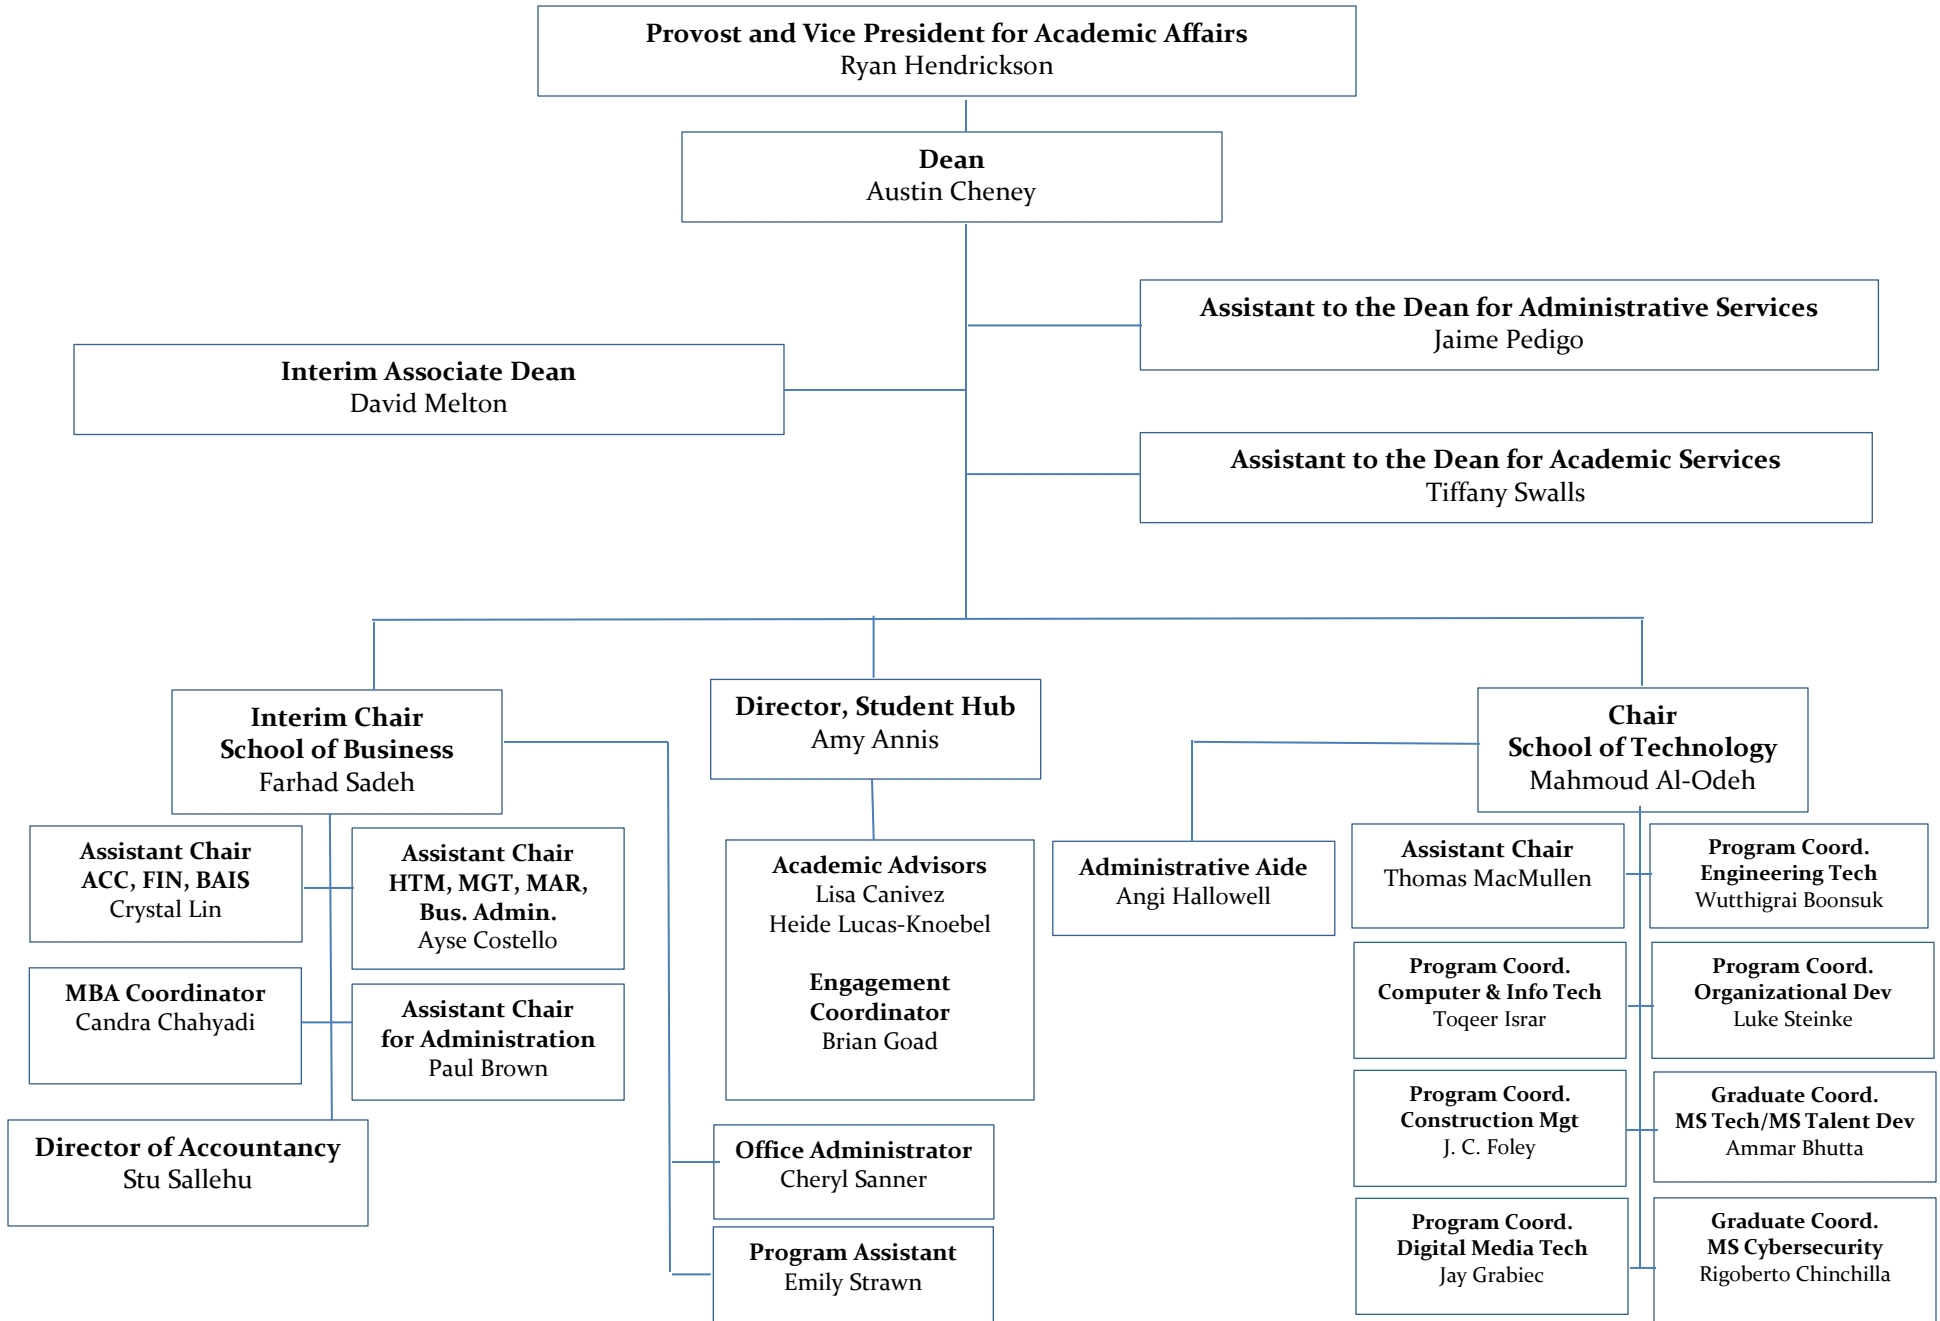 Provost and Vice President for Academic Affairs
Ryan Hendrickson
Dean
Austin Cheney
Assistant to the Dean for Administrative Services
Jaime Pedigo
Interim Associate Dean
David Melton
Assistant to the Dean for Academic Services
Tiffany Swalls
Interim Chair
School of Business
Farhad Sadeh
Director, Student Hub
Amy Annis
Chair
School of Technology
Mahmoud Al-Odeh
Assistant Chair
ACC, FIN, BAIS
Crystal Lin
Assistant Chair
HTM, MGT, MAR,
Bus. Admin.
Ayse Costello
MBA Coordinator
Candra Chahyadi
Assistant Chair
for Administration
Paul Brown
Director of Accountancy
Stu Sallehu
Academic Advisors
Lisa Canivez
Heide Lucas-Knoebel
Engagement
Coordinator
Brian Goad
Office Administrator
Cheryl Sanner
Program Assistant
Emily Strawn
Administrative Aide
Angi Hallowell
Assistant Chair
Thomas MacMullen
Program Coord.
Engineering Tech
Wutthigrai Boonsuk
Program Coord.
Computer & Info Tech
Toqeer Israr
Program Coord.
Organizational Dev
Luke Steinke
Program Coord.
Construction Mgt
J. C. Foley
Graduate Coord.
MS Tech/MS Talent Dev
Ammar Bhutta
Program Coord.
Digital Media Tech
Jay Grabiec
Graduate Coord.
MS Cybersecurity
Rigoberto Chinchilla